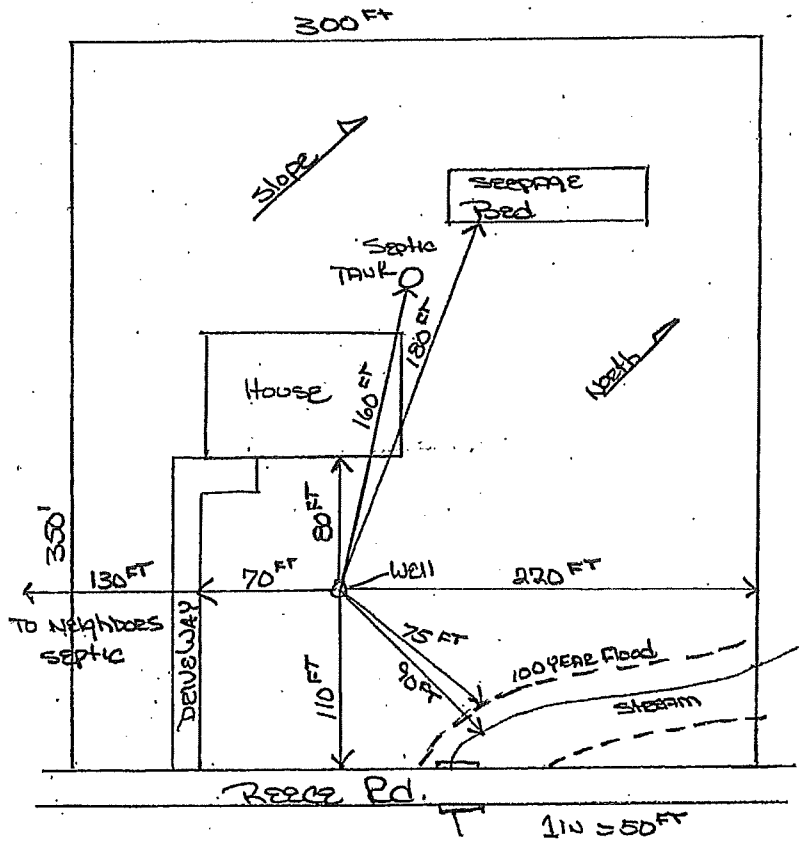 300 FT
Slope
SEEPAGE
Bed
Septic
TANK
180 FT
North
House
160 FT
80 FT
350'
130 FT
70 FT
Well
220 FT
TO NEIGHBORS
SEPTIC
DRIVEWAY
75 FT
90 FT
110 FT
100 YEAR Flood
STREAM
REECE Rd.
1 IN = 50 FT